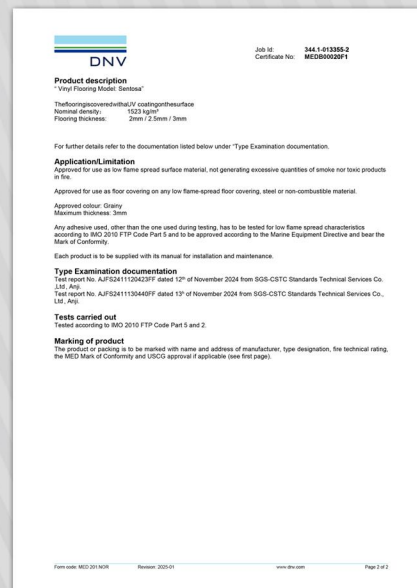 DNV
Job Id: 344.1-013355-2
Certificate No: MEDB00020F1
Product description
" Vinyl Flooring Model: Sentosa"
TheflooringiscoveredwithaUV coatingonthesurface
Nominal density: 1523 kg/m³
Flooring thickness: 2mm / 2.5mm / 3mm
For further details refer to the documentation listed below under "Type Examination documentation.
Application/Limitation
Approved for use as low flame spread surface material, not generating excessive quantities of smoke nor toxic products
in fire.
Approved for use as floor covering on any low flame-spread floor covering, steel or non-combustible material.
Approved colour: Grainy
Maximum thickness: 3mm
Any adhesive used, other than the one used during testing, has to be tested for low flame spread characteristics
according to IMO 2010 FTP Code Part 5 and to be approved according to the Marine Equipment Directive and bear the
Mark of Conformity.
Each product is to be supplied with its manual for installation and maintenance.
Type Examination documentation
Test report No. AJFS2411120423FF dated 12th of November 2024 from SGS-CSTC Standards Technical Services Co.
,Ltd., Anji.
Test report No. AJFS2411130440FF dated 13th of November 2024 from SGS-CSTC Standards Technical Services Co.,
Ltd., Anji.
Tests carried out
Tested according to IMO 2010 FTP Code Part 5 and 2.
Marking of product
The product or packing is to be marked with name and address of manufacturer, type designation, fire technical rating,
the MED Mark of Conformity and USCG approval if applicable (see first page).
Form code: MED 201.NOR Revision: 2025-01 www.dnv.com Page 2 of 2